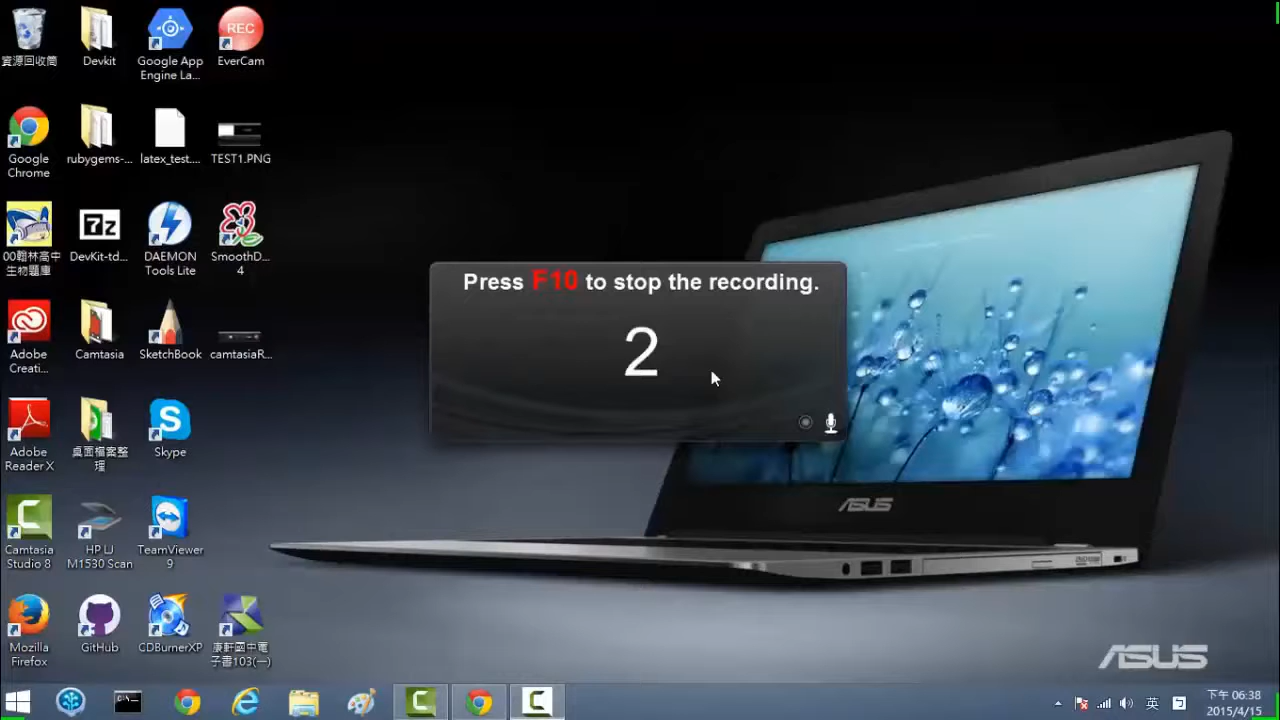 資源回收筒
Devkit
Google App
Engine La...
REC
EverCam
Google
Chrome
rubygems-...
latex_test....
TEST1.PNG
00翰林高中
生物題庫
7z
DevKit-td...
DAEMON
Tools Lite
SmoothD...
4
Adobe
Creati...
Camtasia
SketchBook
camtasiaR...
Adobe
Reader X
桌面檔案整
理
Skype
Camtasia
Studio 8
HP LJ
M1530 Scan
TeamViewer
9
Mozilla
Firefox
GitHub
CDBurnerXP
康軒國中電
子書103(一)
Press F10 to stop the recording.
2
ASUS
ASUS
英
下午 06:38
2015/4/15